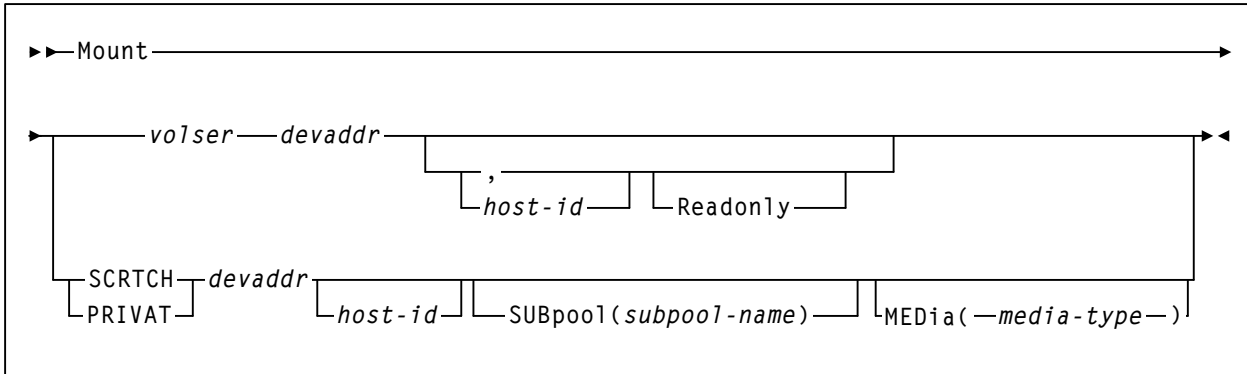 Mount
volser devaddr
,
host-id Readonly
SCRTCH devaddr
PRIVAT host-id SUBpool(subpool-name) MEDia( media-type )